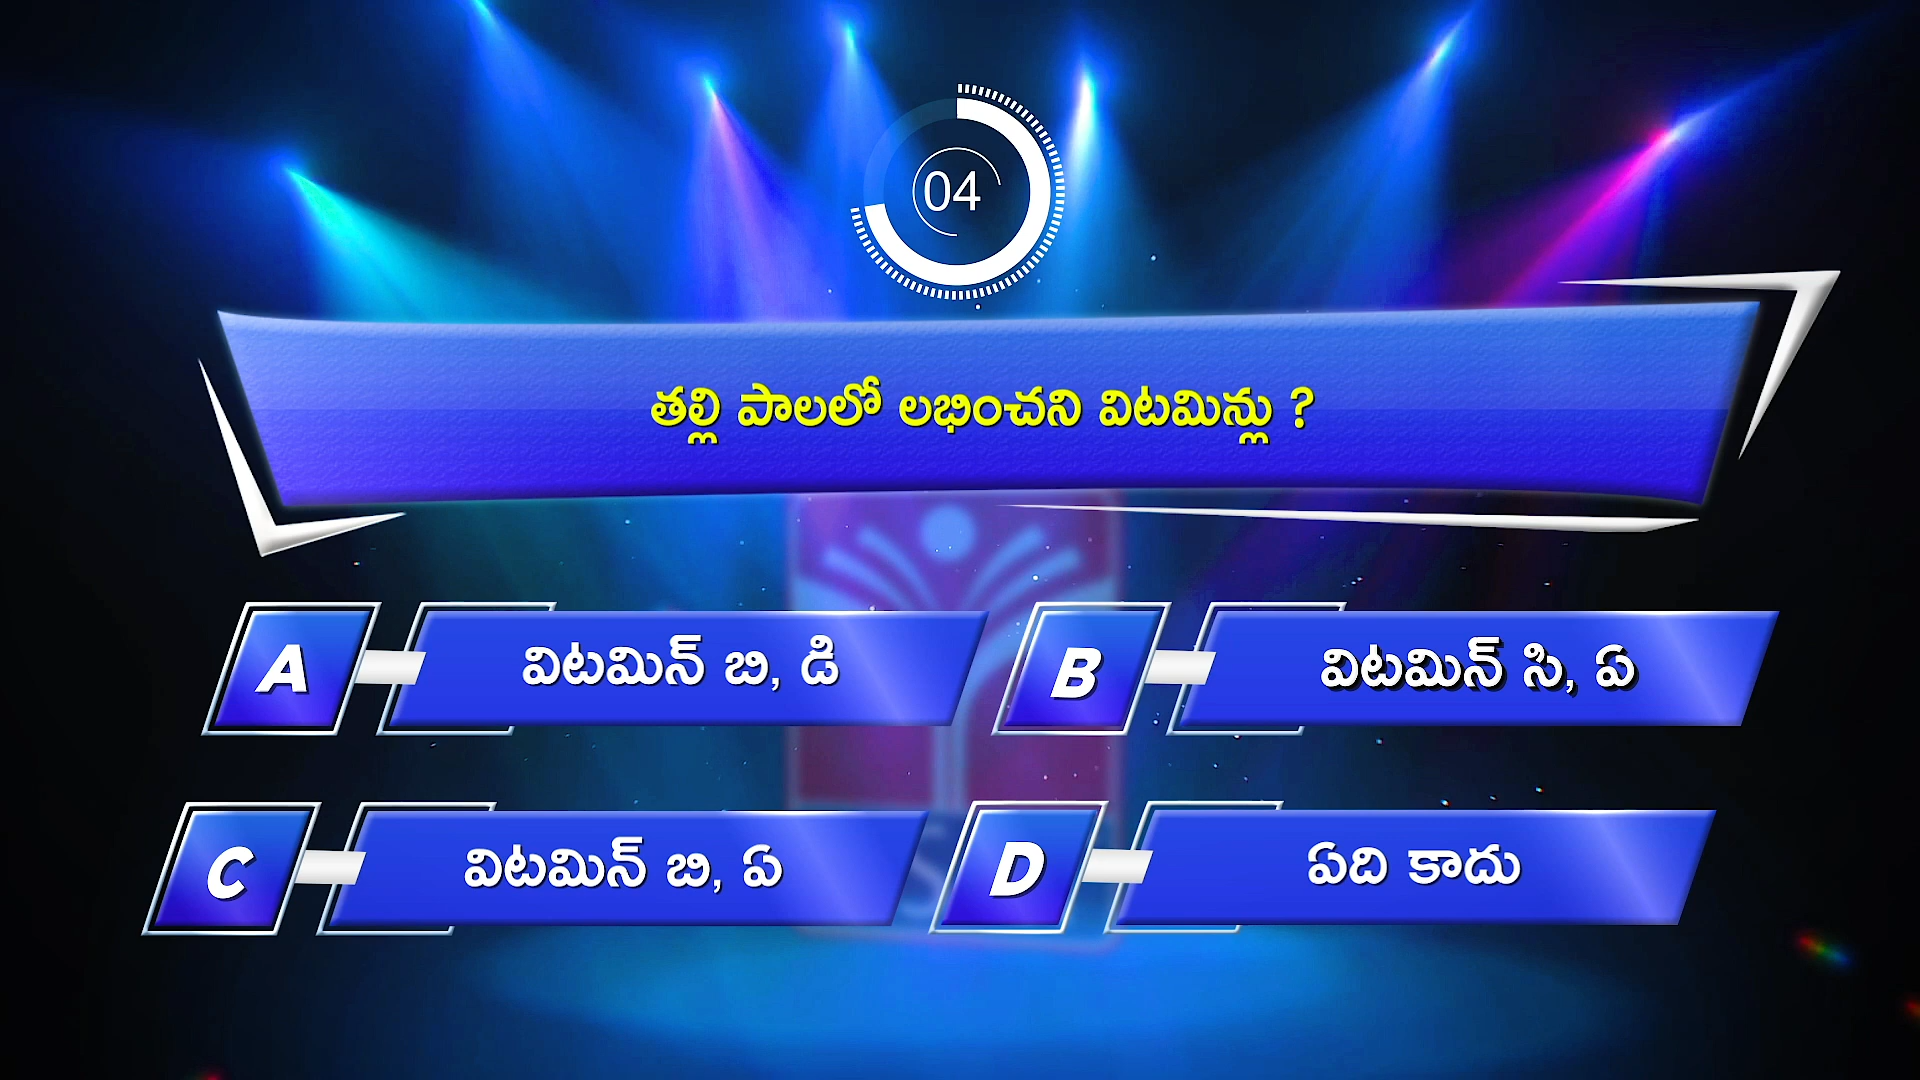 04
తల్లి పాలలో లభించని విటమిన్లు ?
A విటమిన్ బి, డి
B విటమిన్ సి, ఏ
C విటమిన్ బి, ఏ
D ఏది కాదు